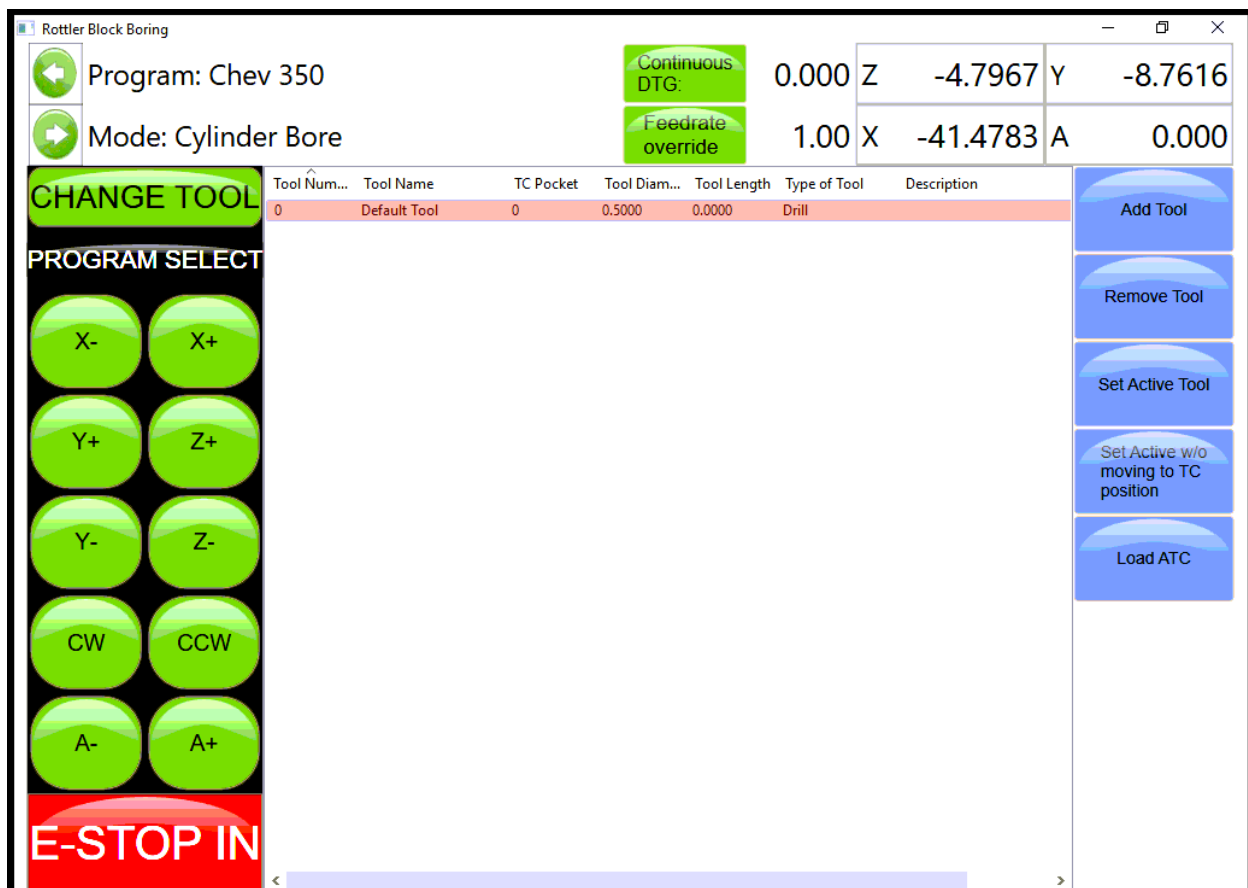 Rottler Block Boring
Program: Chev 350
Continuous DTG: 0.000 Z -4.7967 Y -8.7616
Mode: Cylinder Bore
Feedrate override 1.00 X -41.4783 A 0.000
CHANGE TOOL
PROGRAM SELECT
X- X+
Y+ Z+
Y- Z-
CW CCW
A- A+
E-STOP IN
Tool Num... Tool Name TC Pocket Tool Diam... Tool Length Type of Tool Description
0 Default Tool 0 0.5000 0.0000 Drill
Add Tool
Remove Tool
Set Active Tool
Set Active w/o
moving to TC
position
Load ATC